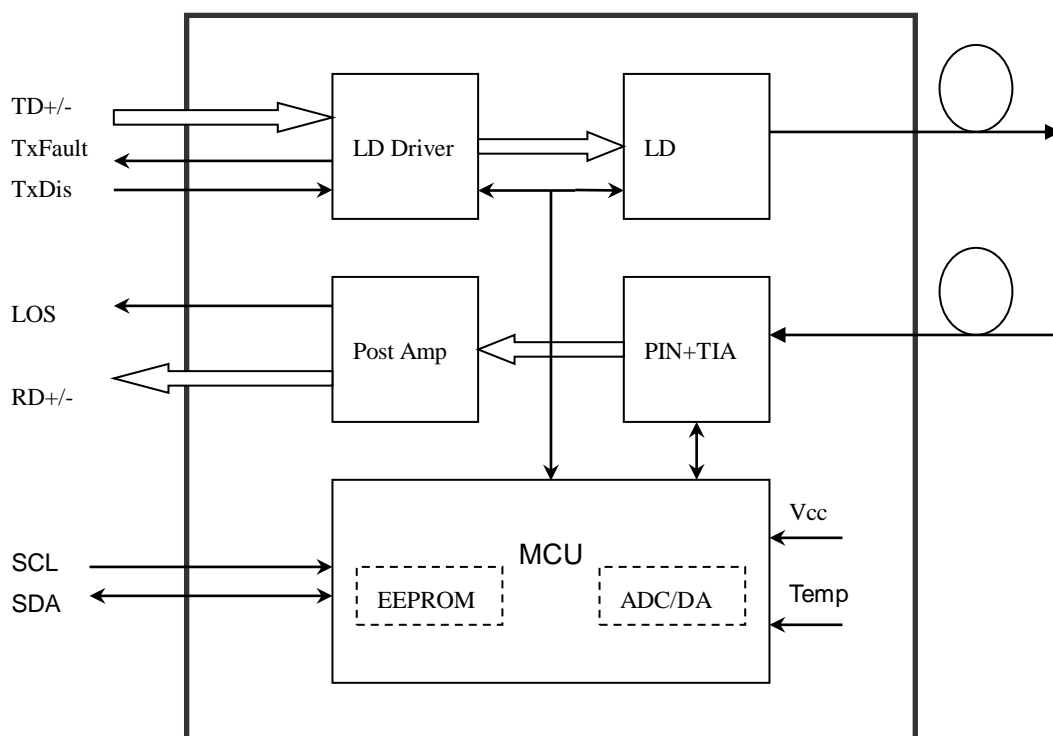 TD+/-
TxFault
TxDis
LD Driver
LD
LOS
RD+/-
Post Amp
PIN+TIA
SCL
SDA
MCU
EEPROM
ADC/DA
Vcc
Temp